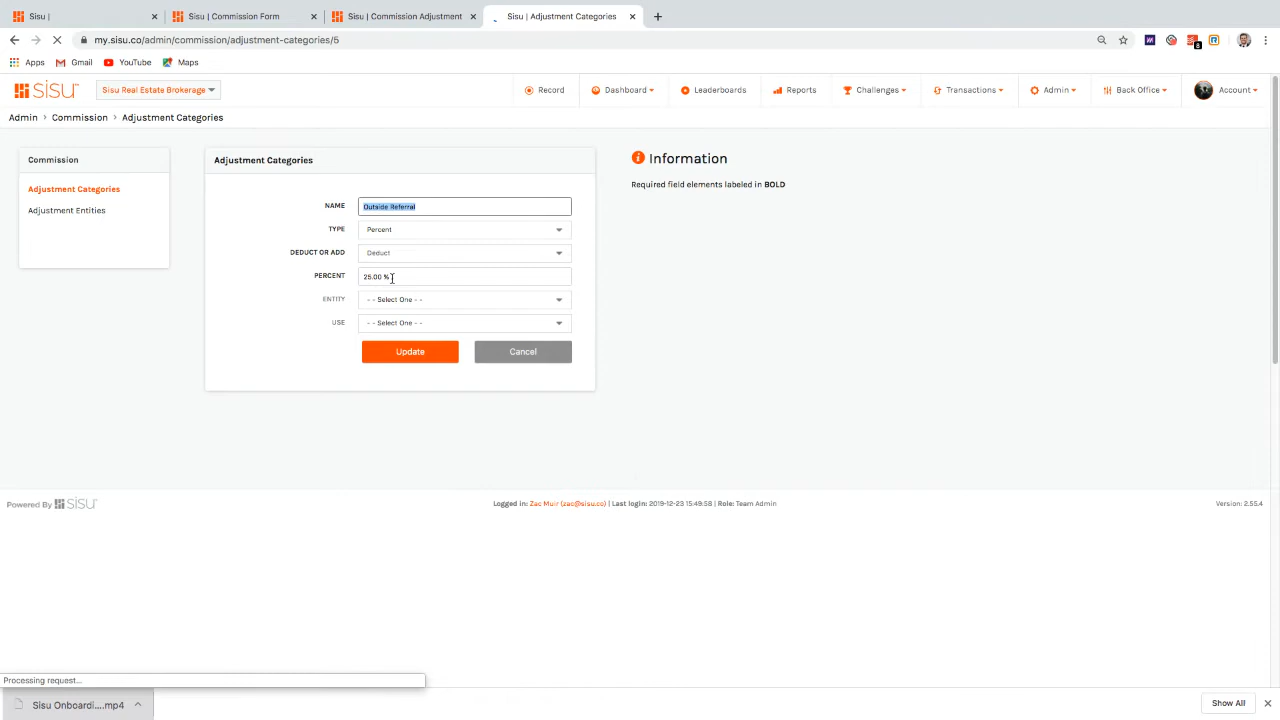 Sisu |
Sisu | Commission Form
Sisu | Commission Adjustment
Sisu | Adjustment Categories
my.sisu.co/admin/commission/adjustment-categories/5
8
Apps
Gmail
YouTube
Maps
sisu
Sisu Real Estate Brokerage
Record
Dashboard
Leaderboards
Reports
Challenges
Transactions
Admin
Back Office
Account
Admin > Commission > Adjustment Categories
Commission
Adjustment Categories
Adjustment Entities
Adjustment Categories
NAME
Outside Referral
TYPE
Percent
DEDUCT OR ADD
Deduct
PERCENT
25.00 %
ENTITY
- - Select One - -
USE
- - Select One - -
Update
Cancel
Information
Required field elements labeled in BOLD
Powered By sisu
Logged in: Zac Muir (zac@sisu.co) | Last login: 2019-12-23 15:49:58 | Role: Team Admin
Version: 2.55.4
Processing request...
Sisu Onboardi....mp4
Show All